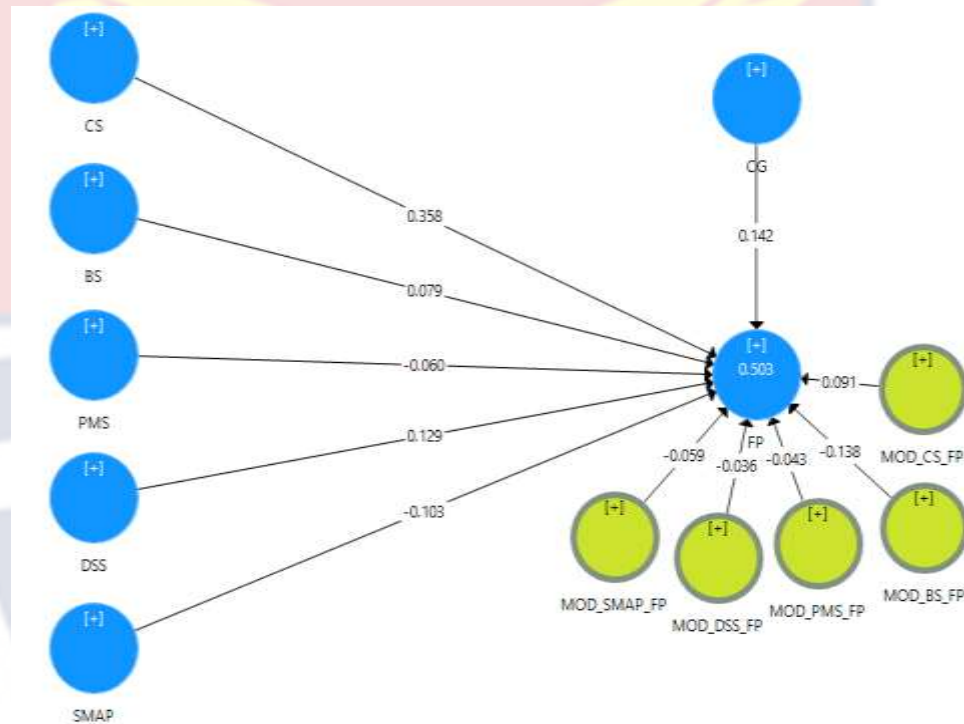 [+]
CS
[+]
BS
[+]
PMS
[+]
DSS
[+]
SMAP
0.358
0.079
-0.060
0.129
-0.103
[+]
CG
0.142
[+]
0.503
FP
[+]
MOD_CS_FP
0.091
[+]
MOD_BS_FP
-0.138
[+]
MOD_PMS_FP
-0.043
[+]
MOD_DSS_FP
-0.036
[+]
MOD_SMAP_FP
-0.059